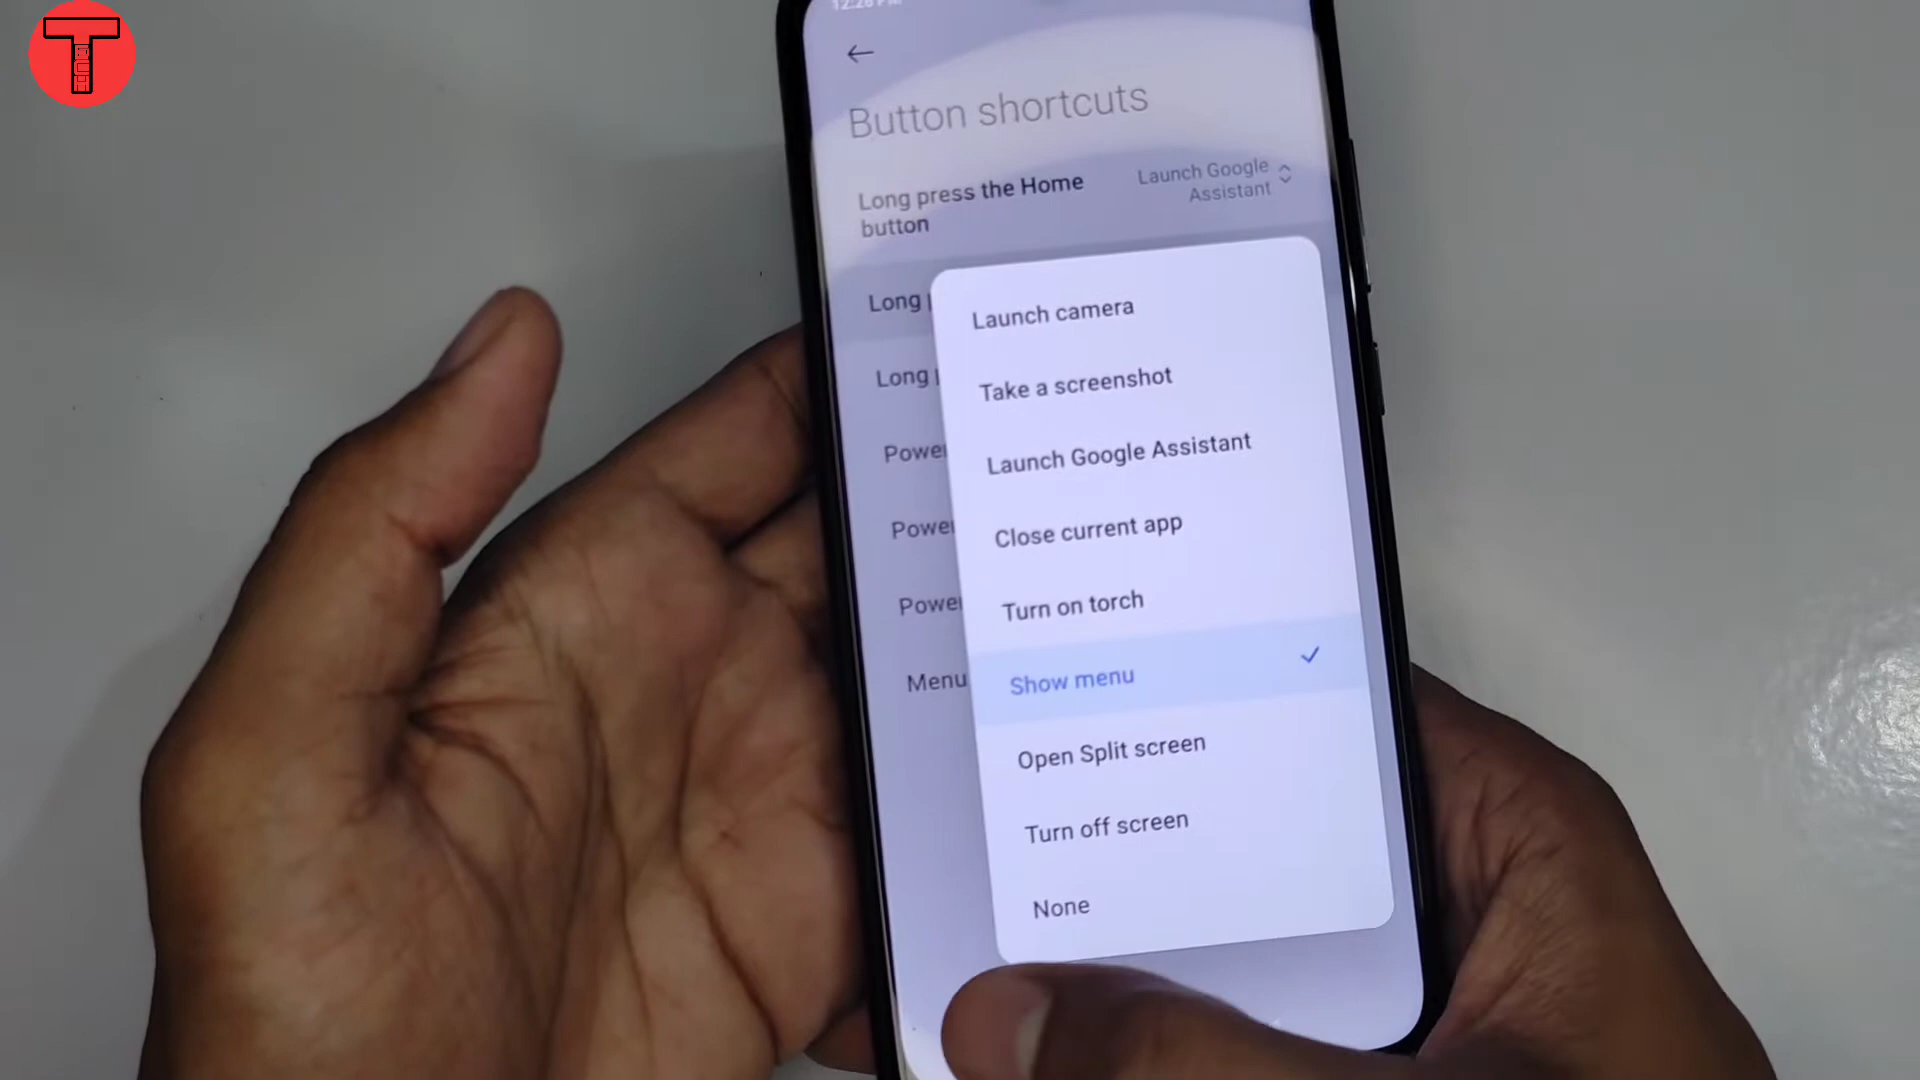 T
Button shortcuts
Long press the Home
button
Launch Google
Assistant
Long
Launch camera
Take a screenshot
Long
Launch Google Assistant
Power
Close current app
Power
Turn on torch
Power
Show menu
Menu
Open Split screen
Turn off screen
None